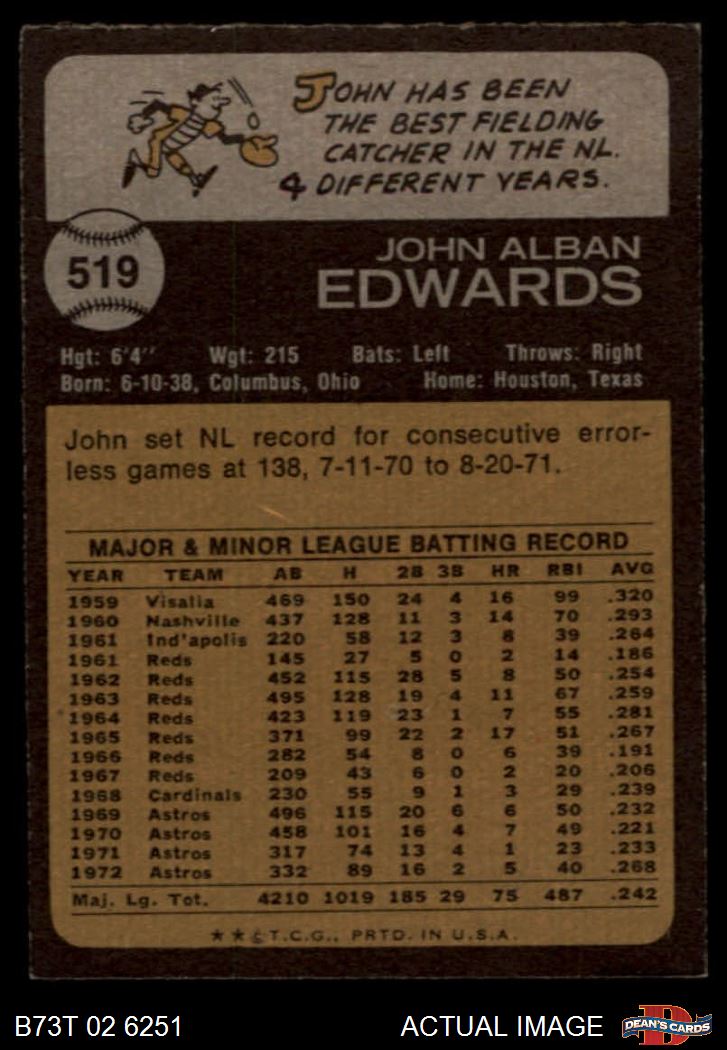 JOHN HAS BEEN
THE BEST FIELDING
CATCHER IN THE NL.
4 DIFFERENT YEARS.
519
JOHN ALBAN
EDWARDS
Hgt: 6'4" Wgt: 215 Bats: Left Throws: Right
Born: 6-10-38, Columbus, Ohio Home: Houston, Texas
John set NL record for consecutive error-
less games at 138, 7-11-70 to 8-20-71.
MAJOR & MINOR LEAGUE BATTING RECORD
YEAR TEAM AB H 2B 3B HR RBI AVG
1959 Visalia 469 150 24 4 16 99 .320
1960 Nashville 437 128 11 3 14 70 .293
1961 Ind'apolis 220 58 12 3 8 39 .264
1961 Reds 145 27 5 0 2 14 .186
1962 Reds 452 115 28 5 8 50 .254
1963 Reds 495 128 19 4 11 67 .259
1964 Reds 423 119 23 1 7 55 .281
1965 Reds 371 99 22 2 17 51 .267
1966 Reds 282 54 8 0 6 39 .191
1967 Reds 209 43 6 0 2 20 .206
1968 Cardinals 230 55 9 1 3 29 .239
1969 Astros 496 115 20 6 6 50 .232
1970 Astros 458 101 16 4 7 49 .221
1971 Astros 317 74 13 4 1 23 .233
1972 Astros 332 89 16 2 5 40 .268
Maj. Lg. Tot. 4210 1019 185 29 75 487 .242
★★© T.C.G., PRTD. IN U.S.A.
B73T 02 6251 ACTUAL IMAGE
D
DEAN'S CARDS